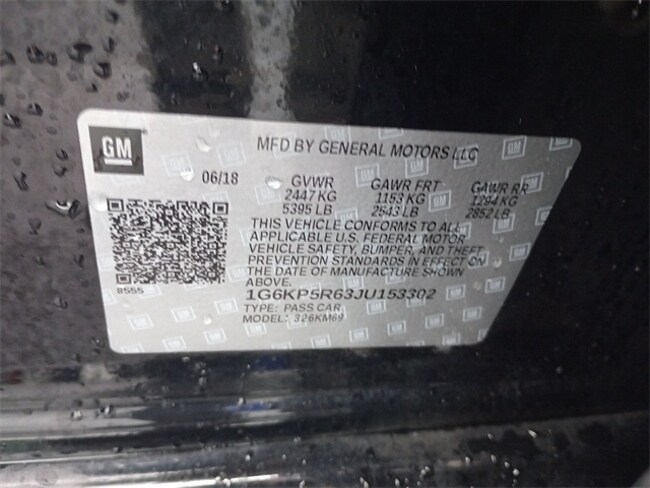 GM
MFD BY GENERAL MOTORS LLC
06/18
GVWR GAWR FRT GAWR RR
2447 KG 1153 KG 1294 KG
5395 LB 2543 LB 2852 LB
THIS VEHICLE CONFORMS TO ALL
APPLICABLE U.S. FEDERAL MOTOR
VEHICLE SAFETY, BUMPER, AND THEFT
PREVENTION STANDARDS IN EFFECT ON
THE DATE OF MANUFACTURE SHOWN
ABOVE.
8555
1G6KP5R63JU153302
TYPE: PASS CAR
MODEL: 326KM69